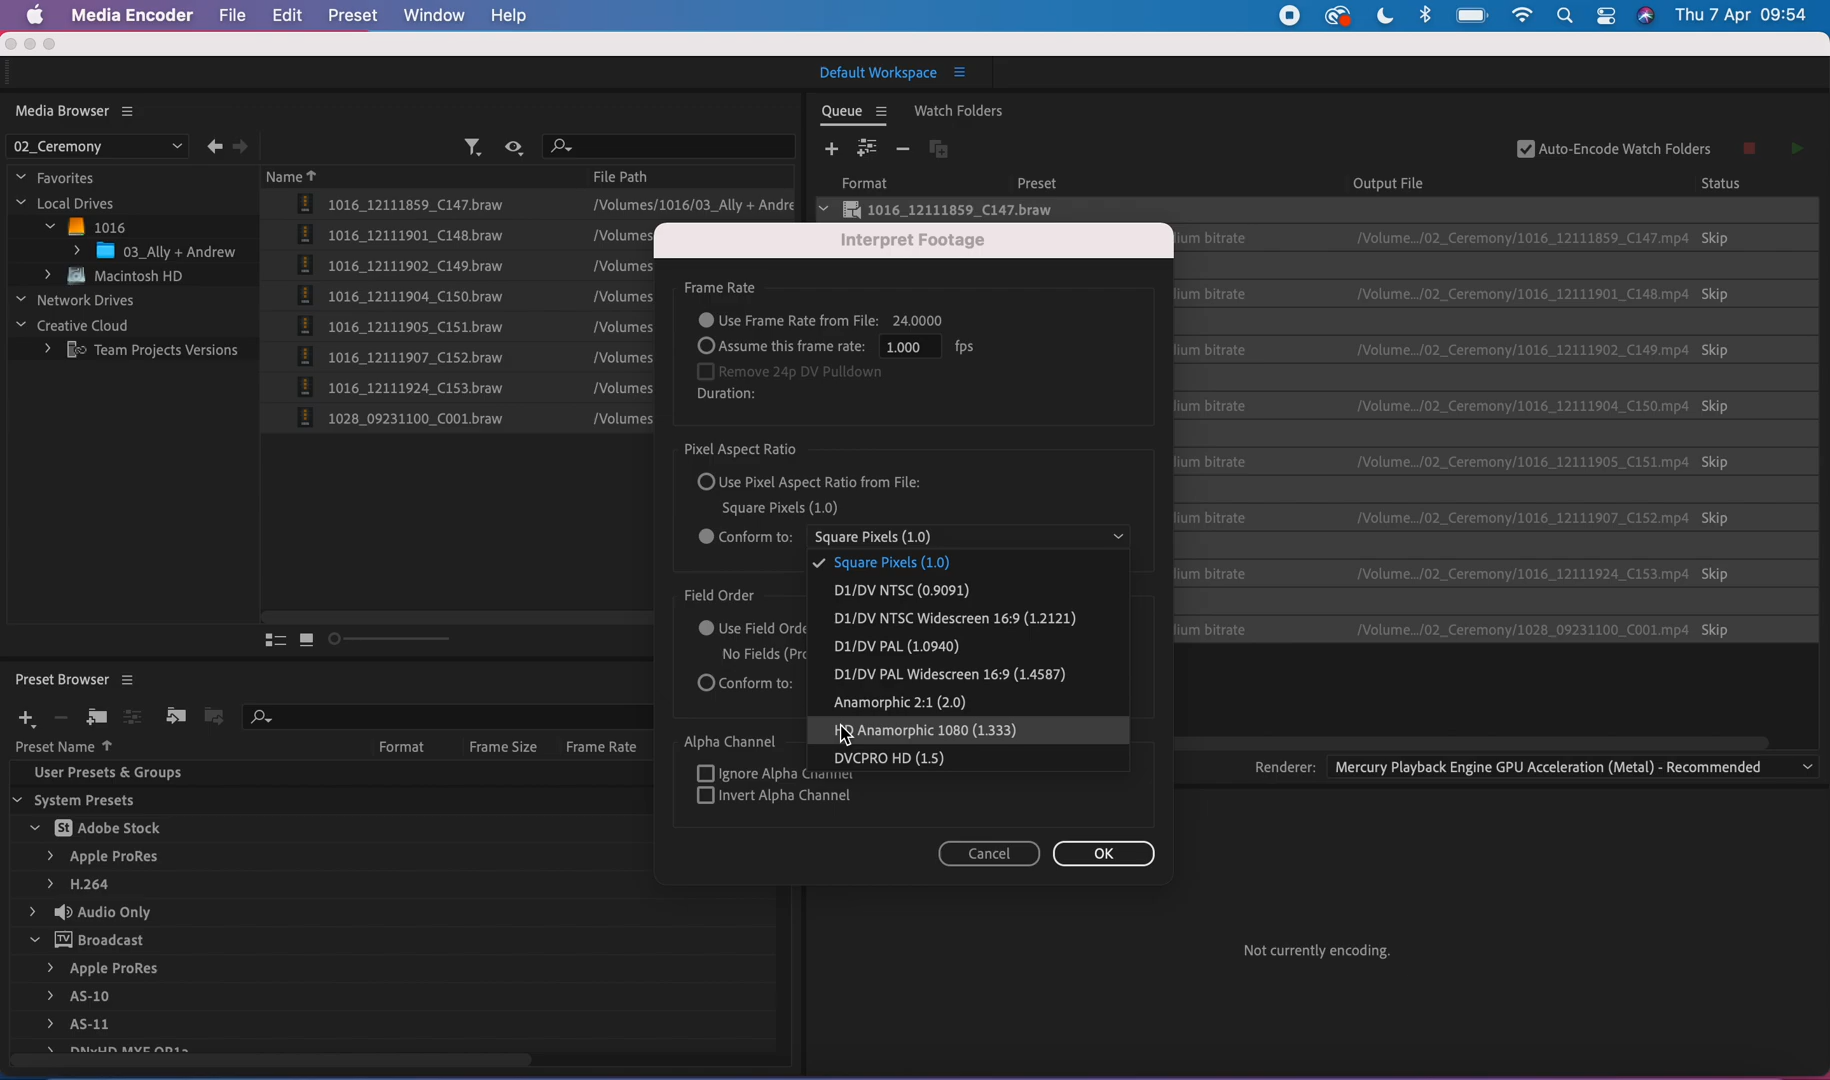 Media Encoder File Edit Preset Window Help Thu 7 Apr 09:54
Default Workspace
Media Browser
02_Ceremony
Favorites
Local Drives
1016
03_Ally + Andrew
Macintosh HD
Network Drives
Creative Cloud
Team Projects Versions
Name File Path
1016_12111859_C147.braw /Volumes/1016/03_Ally + Andre
1016_12111901_C148.braw /Volumes
1016_12111902_C149.braw /Volumes
1016_12111904_C150.braw /Volumes
1016_12111905_C151.braw /Volumes
1016_12111907_C152.braw /Volumes
1016_12111924_C153.braw /Volumes
1028_09231100_C001.braw /Volumes
Queue Watch Folders
Auto-Encode Watch Folders
Format Preset Output File Status
1016_12111859_C147.braw
ium bitrate /Volume.../02_Ceremony/1016_12111859_C147.mp4 Skip
ium bitrate /Volume.../02_Ceremony/1016_12111901_C148.mp4 Skip
ium bitrate /Volume.../02_Ceremony/1016_12111902_C149.mp4 Skip
ium bitrate /Volume.../02_Ceremony/1016_12111904_C150.mp4 Skip
ium bitrate /Volume.../02_Ceremony/1016_12111905_C151.mp4 Skip
ium bitrate /Volume.../02_Ceremony/1016_12111907_C152.mp4 Skip
ium bitrate /Volume.../02_Ceremony/1016_12111924_C153.mp4 Skip
ium bitrate /Volume.../02_Ceremony/1028_09231100_C001.mp4 Skip
Renderer: Mercury Playback Engine GPU Acceleration (Metal) - Recommended
Interpret Footage
Frame Rate
Use Frame Rate from File: 24.0000
Assume this frame rate: 1.000 fps
Remove 24p DV Pulldown
Duration:
Pixel Aspect Ratio
Use Pixel Aspect Ratio from File:
Square Pixels (1.0)
Conform to: Square Pixels (1.0)
Square Pixels (1.0)
D1/DV NTSC (0.9091)
D1/DV NTSC Widescreen 16:9 (1.2121)
D1/DV PAL (1.0940)
D1/DV PAL Widescreen 16:9 (1.4587)
Anamorphic 2:1 (2.0)
HD Anamorphic 1080 (1.333)
DVCPRO HD (1.5)
Field Order
Use Field Orde
No Fields (Pro
Conform to:
Alpha Channel
Ignore Alpha Channel
Invert Alpha Channel
Cancel OK
Preset Browser
Preset Name Format Frame Size Frame Rate
User Presets & Groups
System Presets
St Adobe Stock
Apple ProRes
H.264
Audio Only
TV Broadcast
Apple ProRes
AS-10
AS-11
DNxHD MXF OP1a
Not currently encoding.